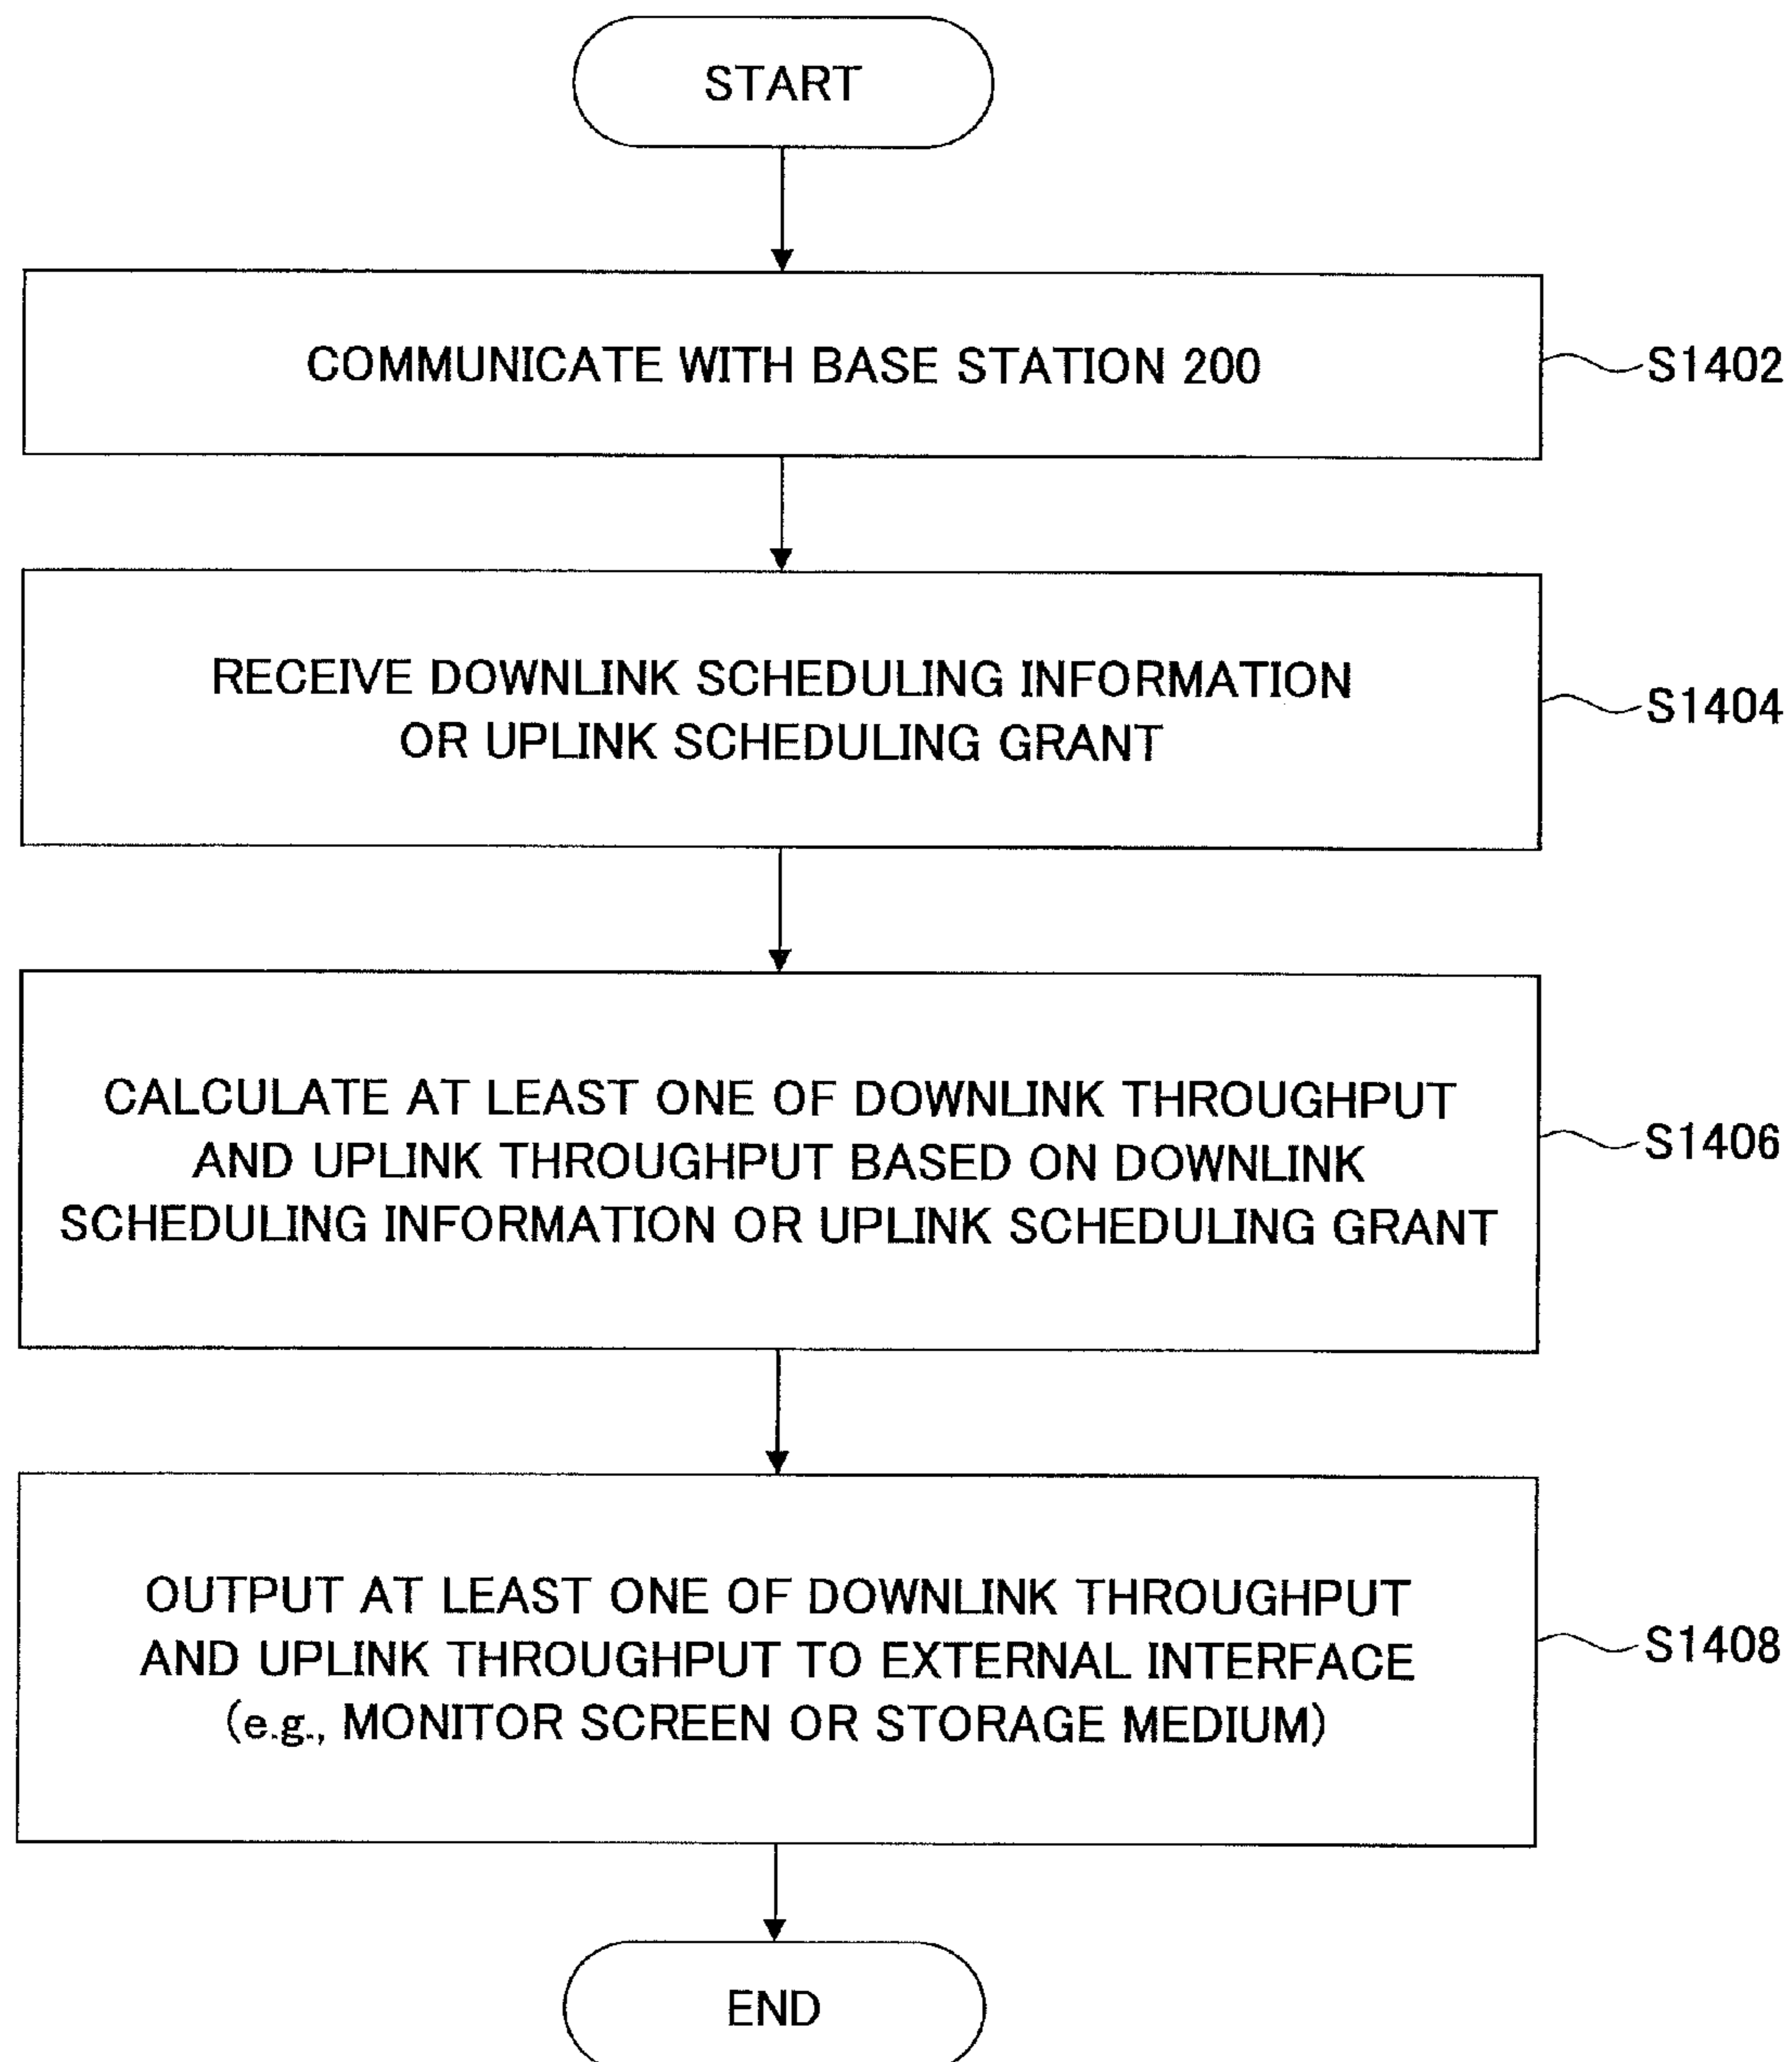 START
COMMUNICATE WITH BASE STATION 200
S1402
RECEIVE DOWNLINK SCHEDULING INFORMATION
OR UPLINK SCHEDULING GRANT
S1404
CALCULATE AT LEAST ONE OF DOWNLINK THROUGHPUT
AND UPLINK THROUGHPUT BASED ON DOWNLINK
SCHEDULING INFORMATION OR UPLINK SCHEDULING GRANT
S1406
OUTPUT AT LEAST ONE OF DOWNLINK THROUGHPUT
AND UPLINK THROUGHPUT TO EXTERNAL INTERFACE
(e.g., MONITOR SCREEN OR STORAGE MEDIUM)
S1408
END